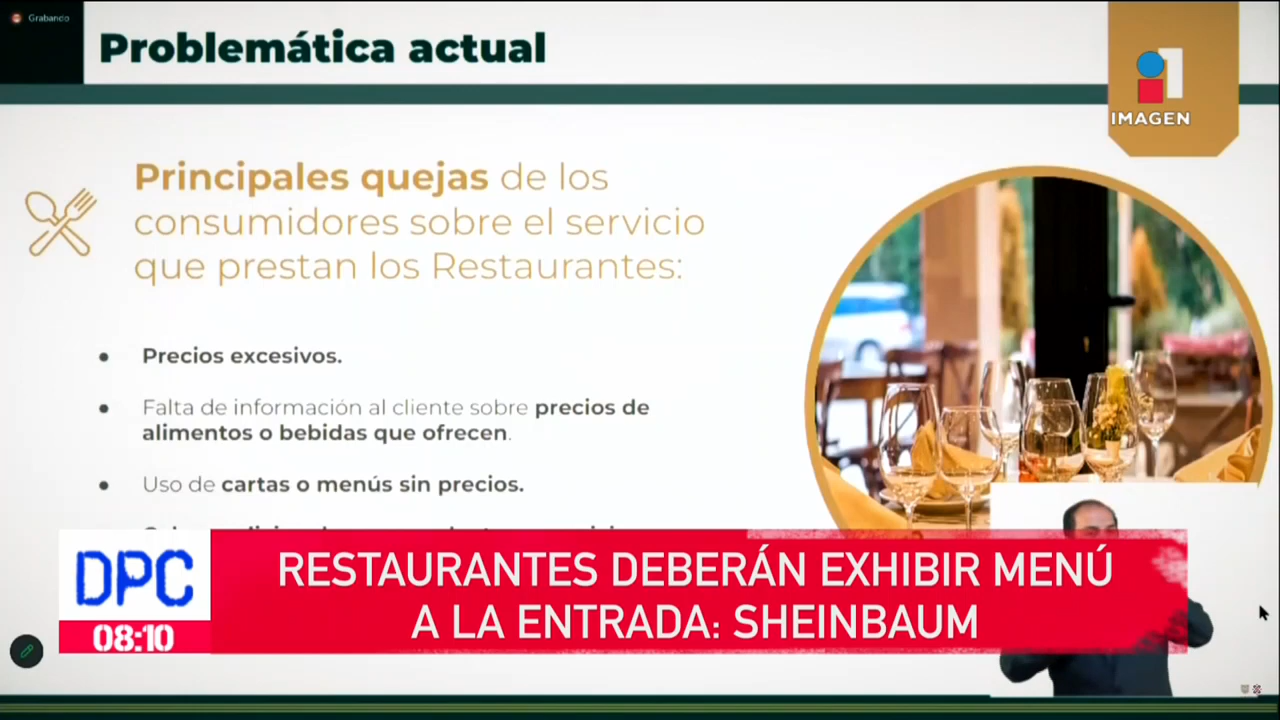 Grabando
Problemática actual
1
IMAGEN
Principales quejas de los
consumidores sobre el servicio
que prestan los Restaurantes:
Precios excesivos.
Falta de información al cliente sobre precios de
alimentos o bebidas que ofrecen.
Uso de cartas o menús sin precios.
DPC
08:10
RESTAURANTES DEBERÁN EXHIBIR MENÚ
A LA ENTRADA: SHEINBAUM